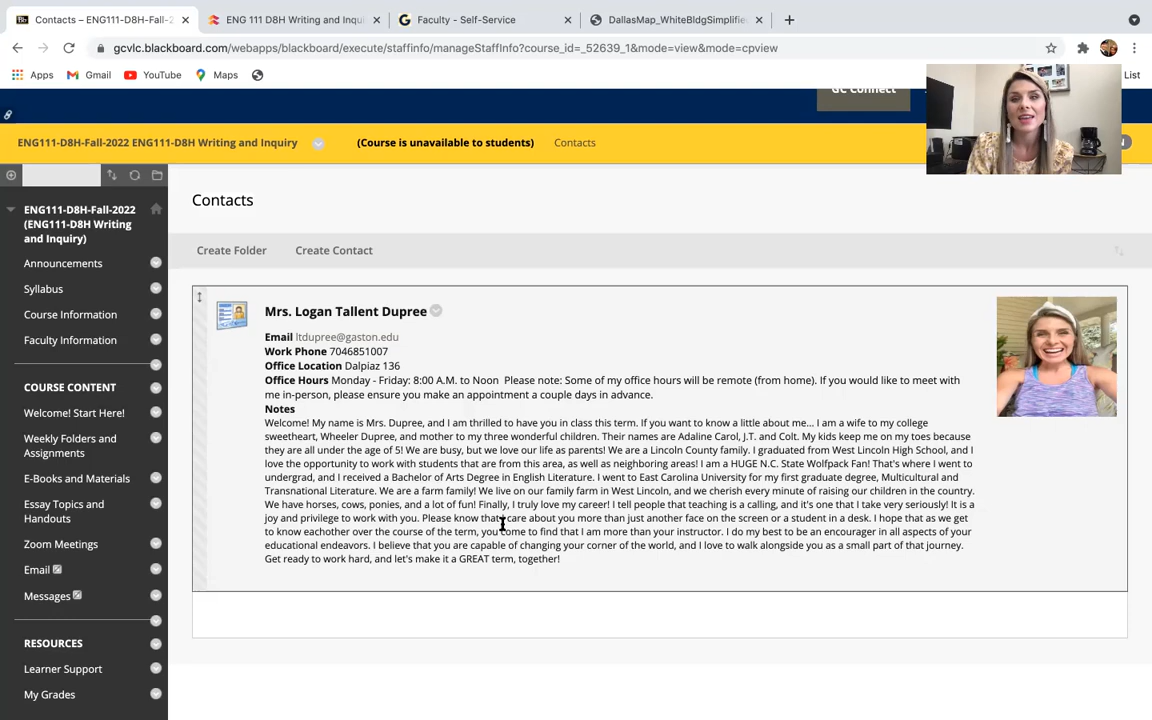 Contacts – ENG111-D8H-Fall-2
ENG 111 D8H Writing and Inqui
Faculty - Self-Service
DallasMap_WhiteBldgSimplifie
gcvlc.blackboard.com/webapps/blackboard/execute/staffinfo/manageStaffInfo?course_id=_52639_1&mode=view&mode=cpview
Apps
Gmail
YouTube
Maps
List
GC Connect
ENG111-D8H-Fall-2022 ENG111-D8H Writing and Inquiry
(Course is unavailable to students)
Contacts
ENG111-D8H-Fall-2022
(ENG111-D8H Writing
and Inquiry)
Announcements
Syllabus
Course Information
Faculty Information
COURSE CONTENT
Welcome! Start Here!
Weekly Folders and
Assignments
E-Books and Materials
Essay Topics and
Handouts
Zoom Meetings
Email
Messages
RESOURCES
Learner Support
My Grades
Contacts
Create Folder
Create Contact
Mrs. Logan Tallent Dupree
Email ltdupree@gaston.edu
Work Phone 7046851007
Office Location Dalpiaz 136
Office Hours Monday - Friday: 8:00 A.M. to Noon  Please note: Some of my office hours will be remote (from home). If you would like to meet with
me in-person, please ensure you make an appointment a couple days in advance.
Notes
Welcome! My name is Mrs. Dupree, and I am thrilled to have you in class this term. If you want to know a little about me... I am a wife to my college
sweetheart, Wheeler Dupree, and mother to my three wonderful children. Their names are Adaline Carol, J.T. and Colt. My kids keep me on my toes because
they are all under the age of 5! We are busy, but we love our life as parents! We are a Lincoln County family. I graduated from West Lincoln High School, and I
love the opportunity to work with students that are from this area, as well as neighboring areas! I am a HUGE N.C. State Wolfpack Fan! That's where I went to
undergrad, and I received a Bachelor of Arts Degree in English Literature. I went to East Carolina University for my first graduate degree, Multicultural and
Transnational Literature. We are a farm family! We live on our family farm in West Lincoln, and we cherish every minute of raising our children in the country.
We have horses, cows, ponies, and a lot of fun! Finally, I truly love my career! I tell people that teaching is a calling, and it's one that I take very seriously! It is a
joy and privilege to work with you. Please know that I care about you more than just another face on the screen or a student in a desk. I hope that as we get
to know eachother over the course of the term, you come to find that I am more than your instructor. I do my best to be an encourager in all aspects of your
educational endeavors. I believe that you are capable of changing your corner of the world, and I love to walk alongside you as a small part of that journey.
Get ready to work hard, and let's make it a GREAT term, together!